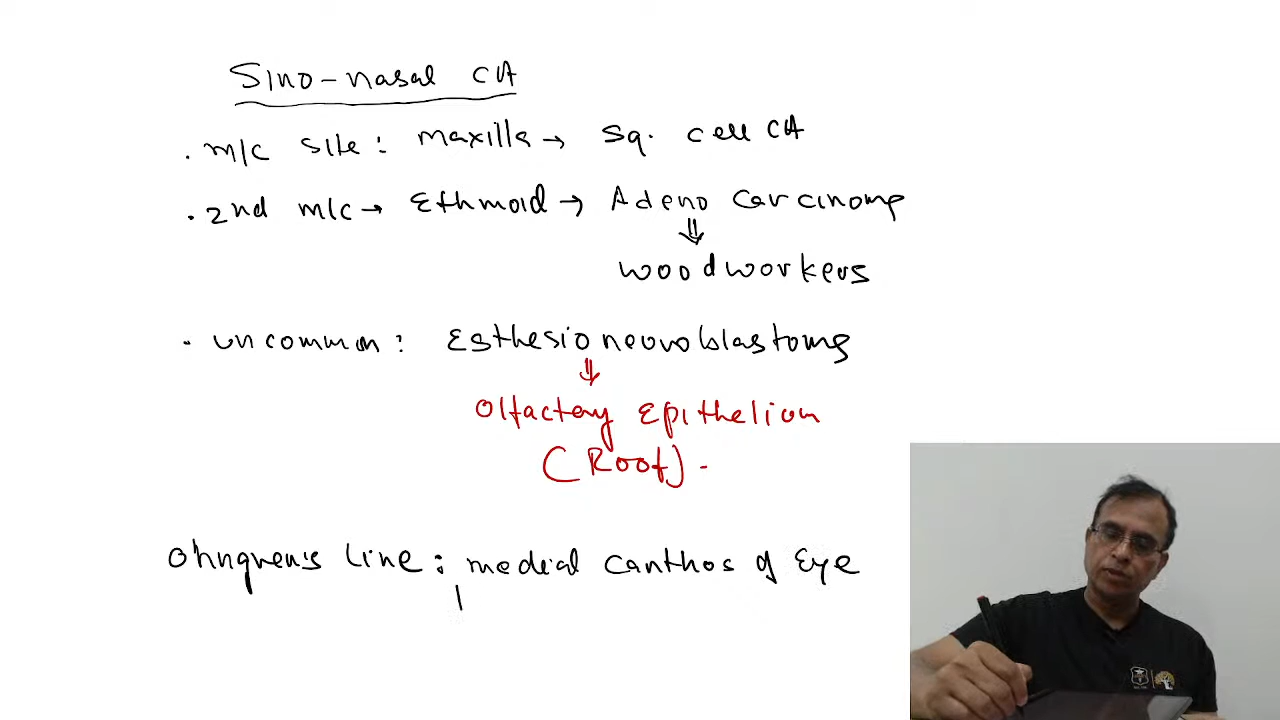 Sino-nasal CA
. m/c site : maxilla → Sq. cell CA
. 2nd m/c → Ethmoid → Adeno Carcinoma
⇓
woodworkers
. uncommon : Esthesioneuroblastoma
⇓
Olfactory Epithelium
(Roof).
Ohngren's line : medial canthos of Eye